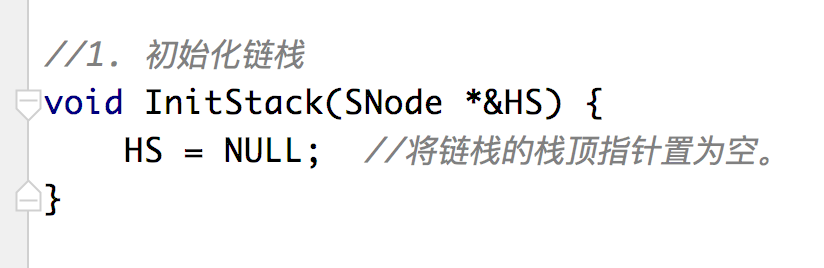 //1. 初始化链栈
void InitStack(SNode *&HS) {
    HS = NULL;  //将链栈的栈顶指针置为空。
}